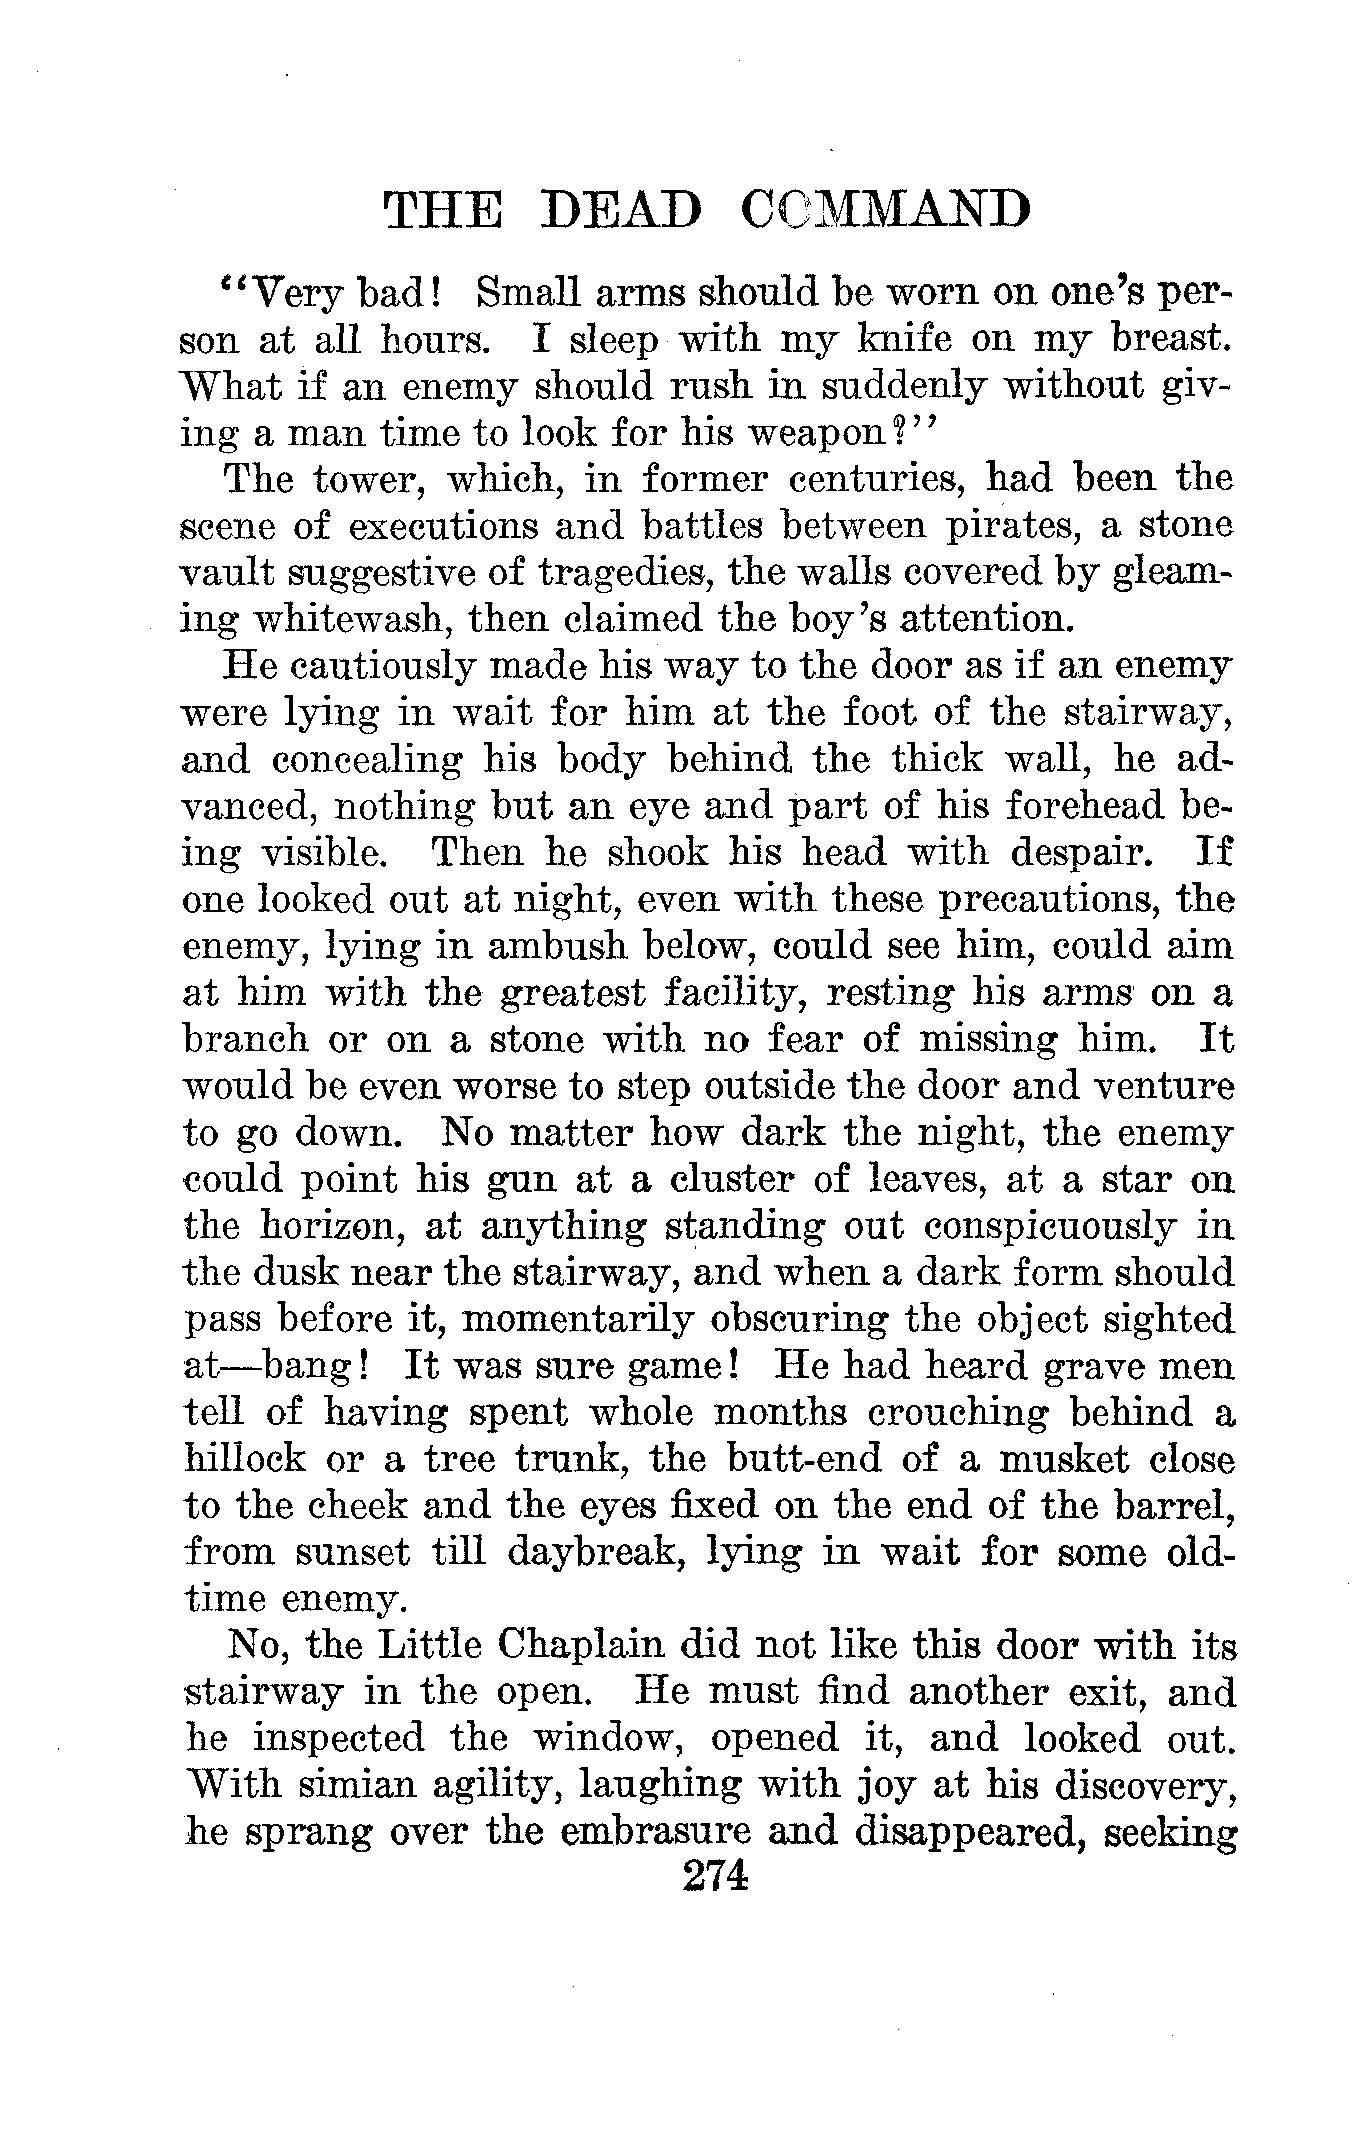 THE DEAD COMMAND
"Very bad! Small arms should be worn on one's per-
son at all hours. I sleep with my knife on my breast.
What if an enemy should rush in suddenly without giv-
ing a man time to look for his weapon?"
The tower, which, in former centuries, had been the
scene of executions and battles between pirates, a stone
vault suggestive of tragedies, the walls covered by gleam-
ing whitewash, then claimed the boy's attention.
He cautiously made his way to the door as if an enemy
were lying in wait for him at the foot of the stairway,
and concealing his body behind the thick wall, he ad-
vanced, nothing but an eye and part of his forehead be-
ing visible. Then he shook his head with despair. If
one looked out at night, even with these precautions, the
enemy, lying in ambush below, could see him, could aim
at him with the greatest facility, resting his arms on a
branch or on a stone with no fear of missing him. It
would be even worse to step outside the door and venture
to go down. No matter how dark the night, the enemy
could point his gun at a cluster of leaves, at a star on
the horizon, at anything standing out conspicuously in
the dusk near the stairway, and when a dark form should
pass before it, momentarily obscuring the object sighted
at—bang! It was sure game! He had heard grave men
tell of having spent whole months crouching behind a
hillock or a tree trunk, the butt-end of a musket close
to the cheek and the eyes fixed on the end of the barrel,
from sunset till daybreak, lying in wait for some old-
time enemy.
No, the Little Chaplain did not like this door with its
stairway in the open. He must find another exit, and
he inspected the window, opened it, and looked out.
With simian agility, laughing with joy at his discovery,
he sprang over the embrasure and disappeared, seeking
274